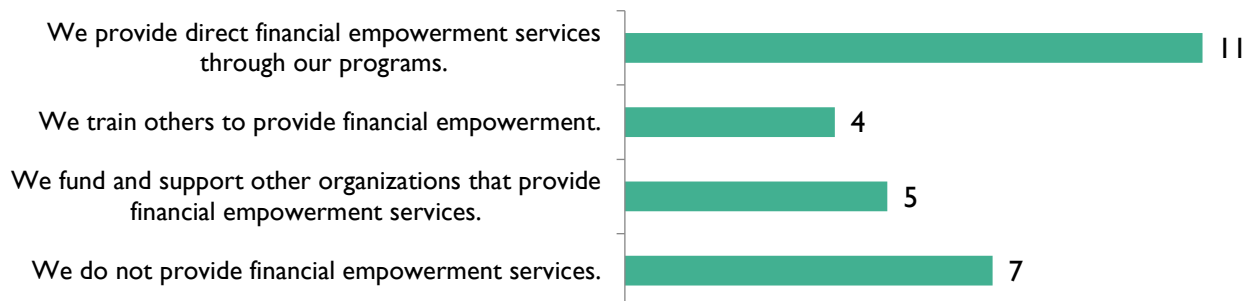 We provide direct financial empowerment services
through our programs.
11
We train others to provide financial empowerment.
4
We fund and support other organizations that provide
financial empowerment services.
5
We do not provide financial empowerment services.
7